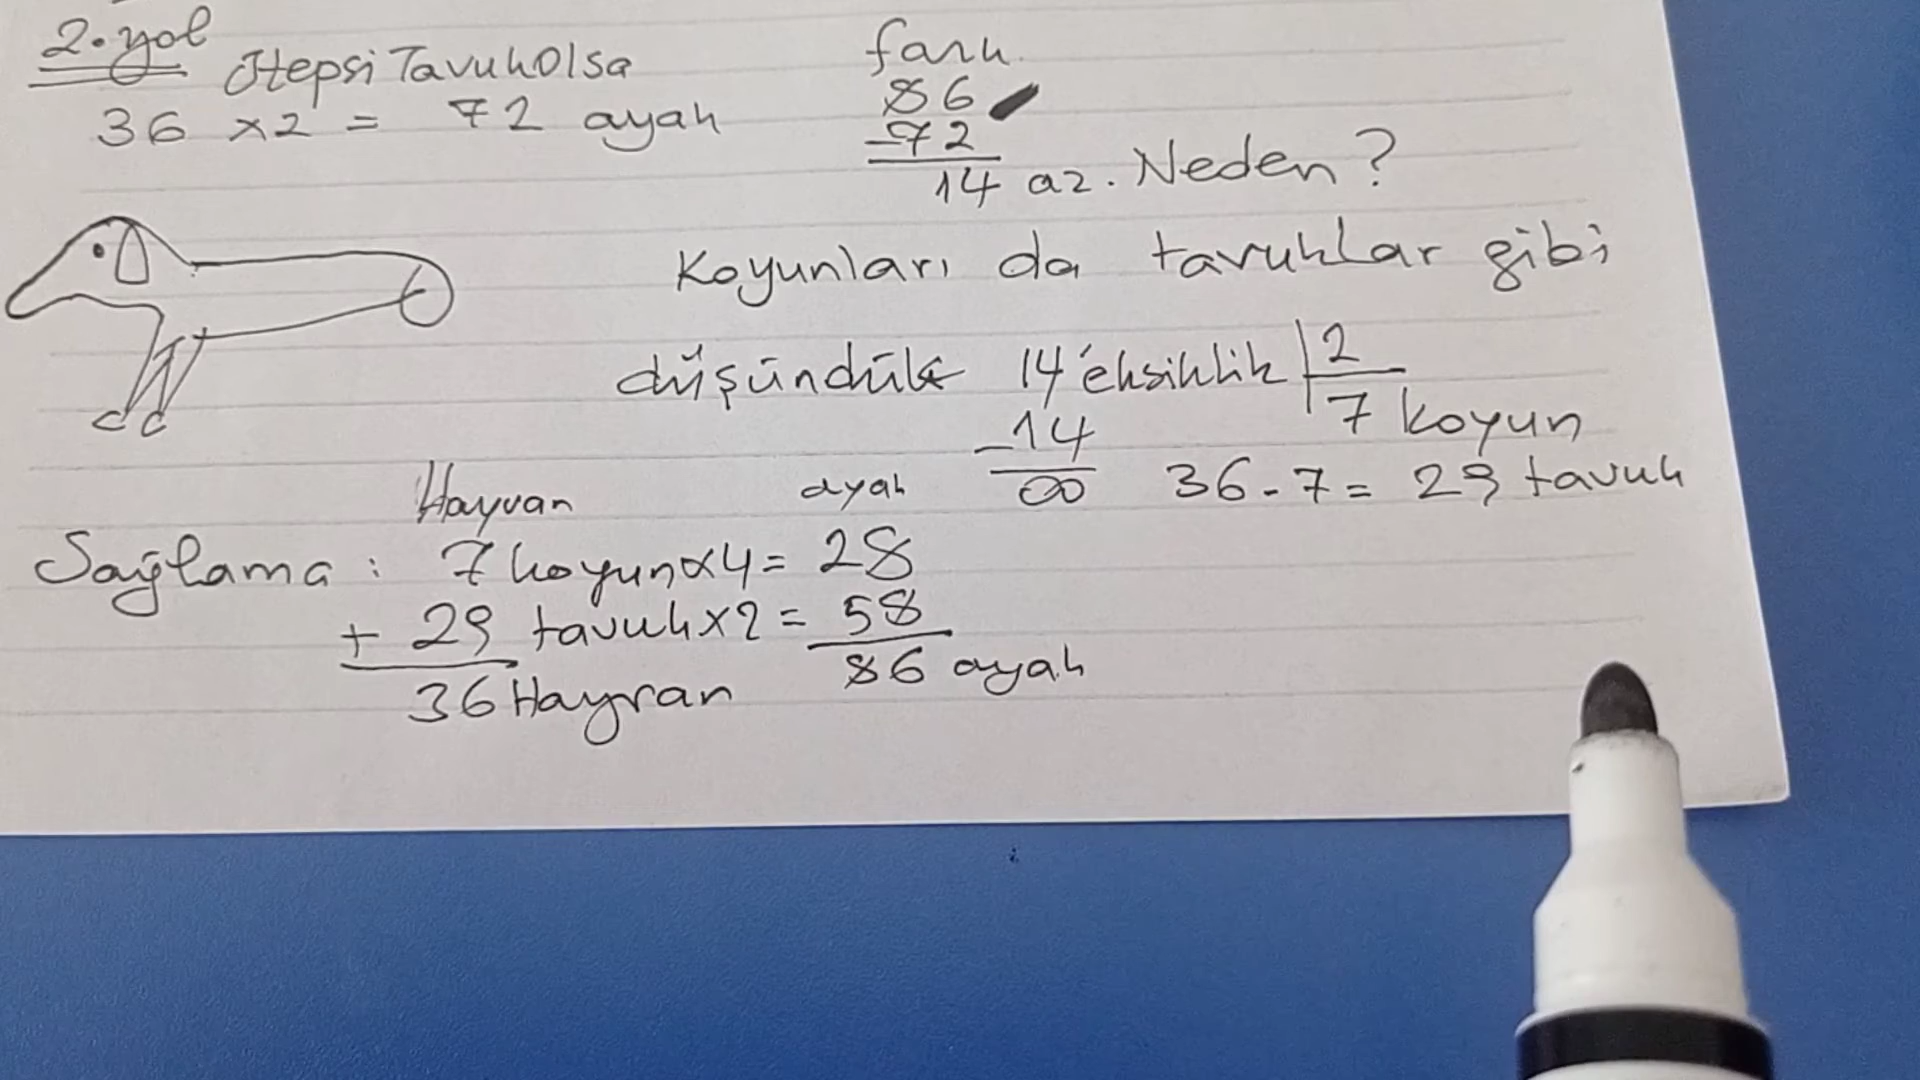 2. yol
Hepsi Tavuk Olsa
36 x2 = 72 ayak
fark
86
-72
14 az. Neden?
Koyunları da tavuklar gibi
düşündük 14 eksiklik | 2
-14 7 koyun
00 36-7= 29 tavuk
Hayvan ayak
Sağlama: 7 koyun x4= 28
+ 29 tavuk x2 = 58
36 Hayvan 86 ayak